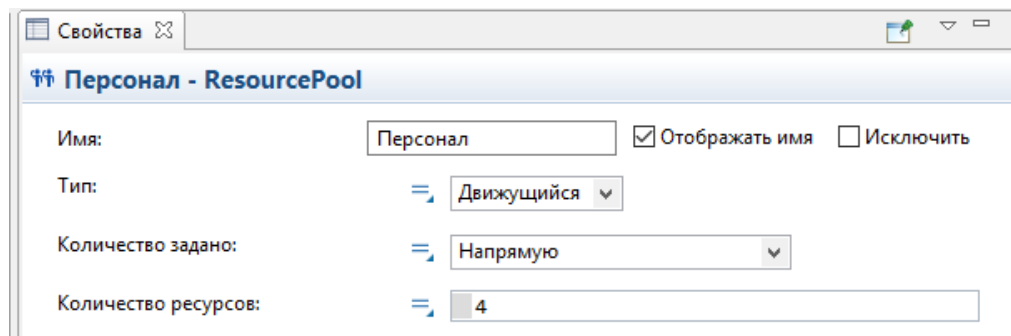 Свойства
Персонал - ResourcePool
Имя: Персонал Отображать имя Исключить
Тип: Движущийся
Количество задано: Напрямую
Количество ресурсов: 4